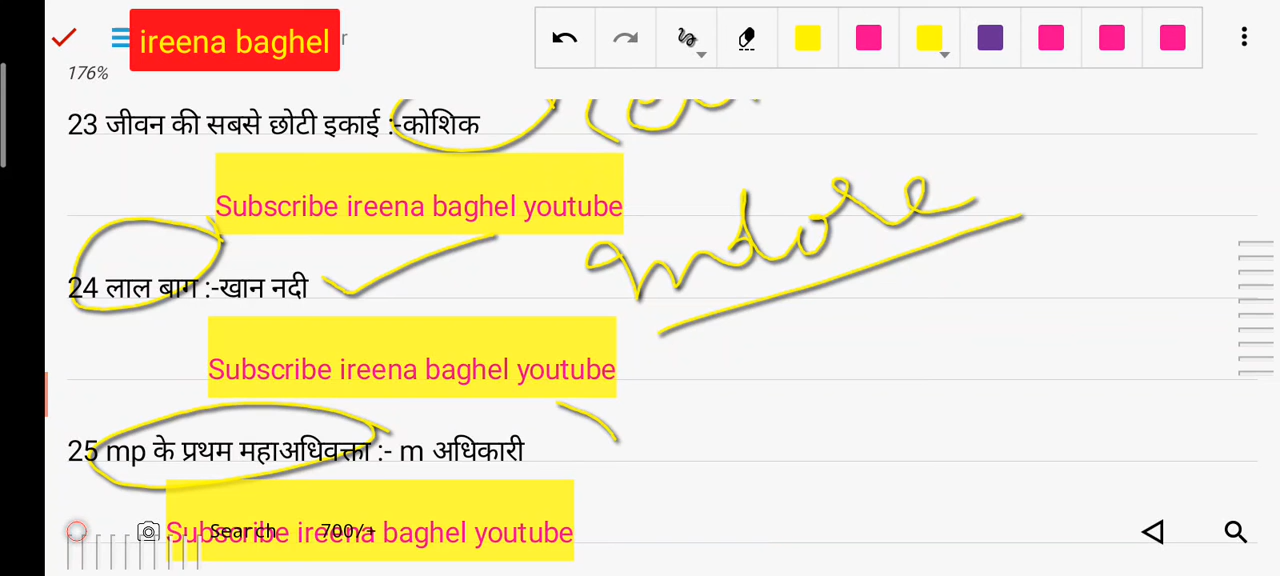 ireena baghel r
176%
23 जीवन की सबसे छोटी इकाई :-कोशिक
Subscribe ireena baghel youtube
Indore
24 लाल बाग :-खान नदी
Subscribe ireena baghel youtube
25 mp के प्रथम महाअधिवक्ता :- m अधिकारी
Subscribe ireena baghel youtube
Search 700/+